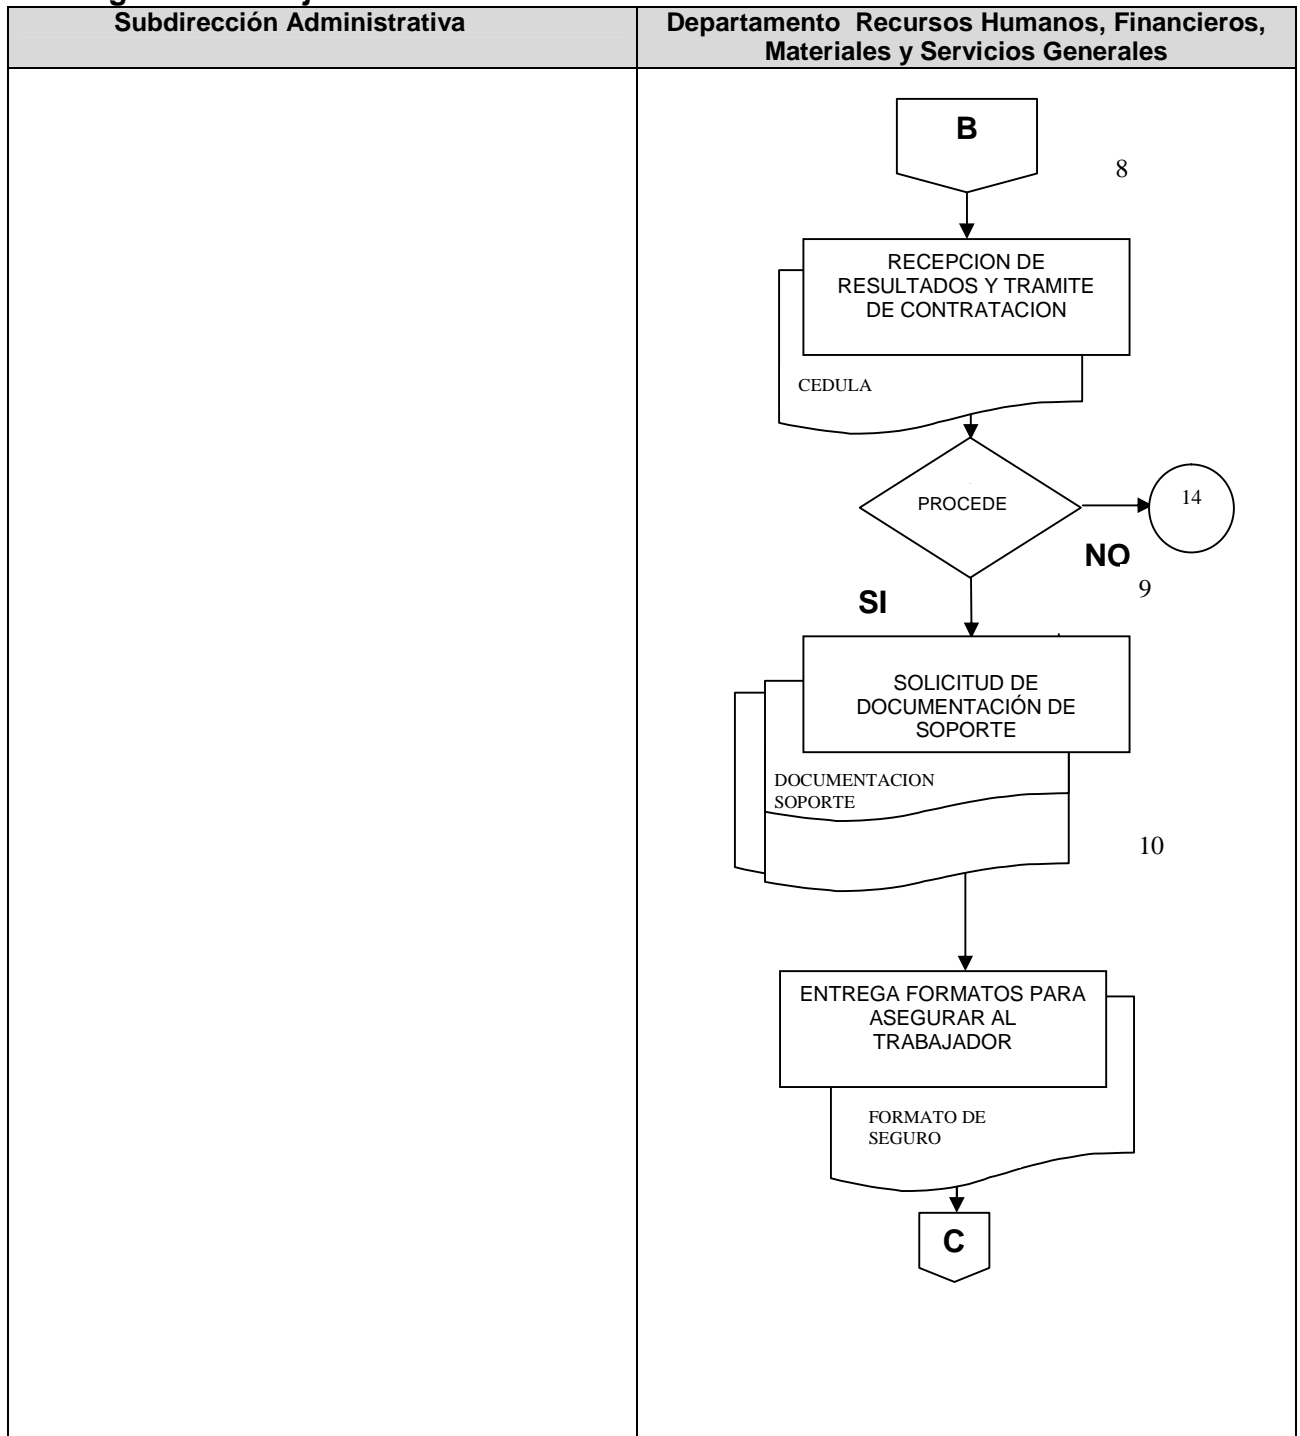 Subdirección Administrativa
Departamento Recursos Humanos, Financieros,
Materiales y Servicios Generales
B
8
RECEPCION DE
RESULTADOS Y TRAMITE
DE CONTRATACION
CEDULA
PROCEDE
14
NO
9
SI
SOLICITUD DE
DOCUMENTACIÓN DE
SOPORTE
DOCUMENTACION
SOPORTE
10
ENTREGA FORMATOS PARA
ASEGURAR AL
TRABAJADOR
FORMATO DE
SEGURO
C